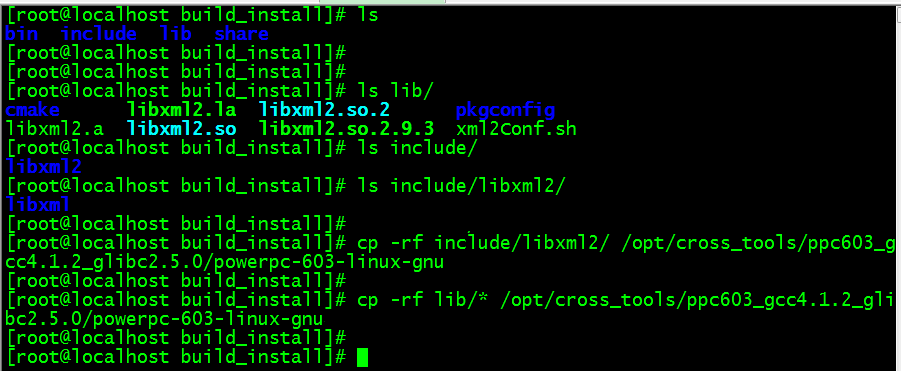 [root@localhost build_install]# ls
bin  include  lib  share
[root@localhost build_install]#
[root@localhost build_install]#
[root@localhost build_install]# ls lib/
cmake      libxml2.la  libxml2.so.2      pkgconfig
libxml2.a  libxml2.so  libxml2.so.2.9.3  xml2Conf.sh
[root@localhost build_install]# ls include/
libxml2
[root@localhost build_install]# ls include/libxml2/
libxml
[root@localhost build_install]#
[root@localhost build_install]# cp -rf include/libxml2/ /opt/cross_tools/ppc603_g
cc4.1.2_glibc2.5.0/powerpc-603-linux-gnu
[root@localhost build_install]#
[root@localhost build_install]# cp -rf lib/* /opt/cross_tools/ppc603_gcc4.1.2_gli
bc2.5.0/powerpc-603-linux-gnu
[root@localhost build_install]#
[root@localhost build_install]#